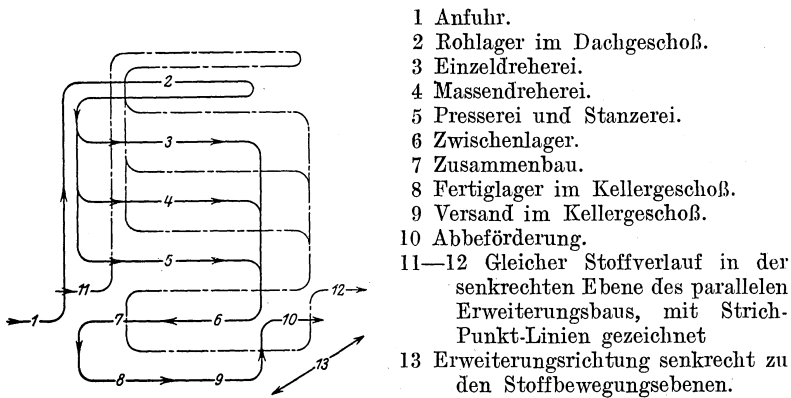 1 Anfuhr.
2 Rohlager im Dachgeschoß.
3 Einzeldreherei.
4 Massendreherei.
5 Presserei und Stanzerei.
6 Zwischenlager.
7 Zusammenbau.
8 Fertiglager im Kellergeschoß.
9 Versand im Kellergeschoß.
10 Abbeförderung.
11—12 Gleicher Stoffverlauf in der
senkrechten Ebene des parallelen
Erweiterungsbaus, mit Strich-
Punkt-Linien gezeichnet
13 Erweiterungsrichtung senkrecht zu
den Stoffbewegungsebenen.
2
3
4
5
11
12
1
7
6
10
13
8
9